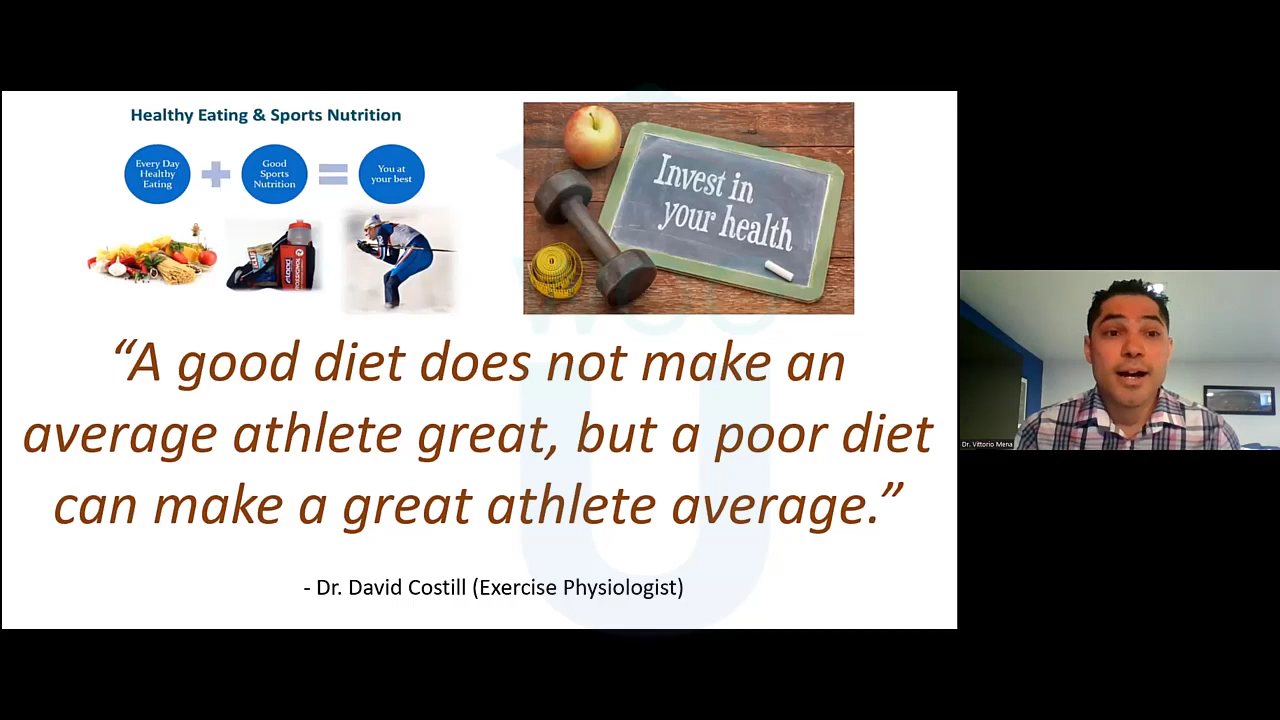 Healthy Eating & Sports Nutrition
Every Day
Healthy
Eating
Good
Sports
Nutrition
You at
your best
Invest in
your health
“A good diet does not make an
average athlete great, but a poor diet
can make a great athlete average.”
- Dr. David Costill (Exercise Physiologist)
Dr. Vittorio Mena